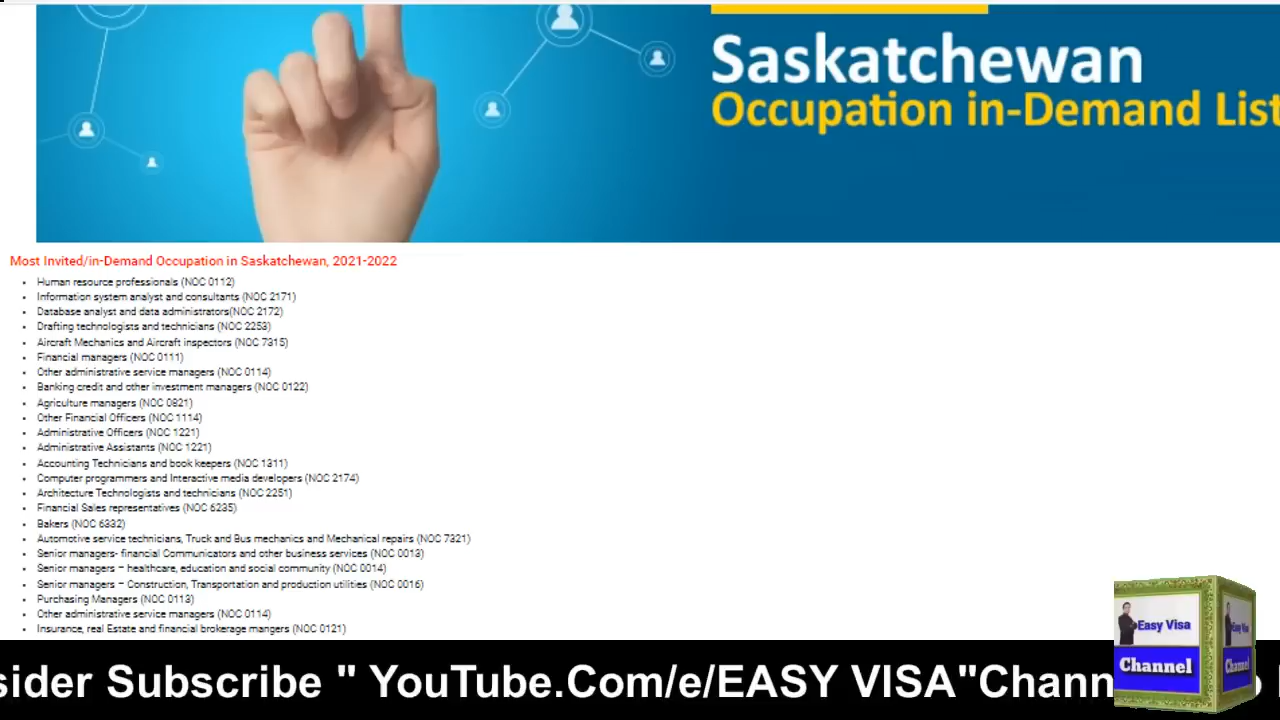 Saskatchewan
Occupation in-Demand List
Most Invited/in-Demand Occupation in Saskatchewan, 2021-2022
• Human resource professionals (NOC 0112)
• Information system analyst and consultants (NOC 2171)
• Database analyst and data administrators(NOC 2172)
• Drafting technologists and technicians (NOC 2253)
• Aircraft Mechanics and Aircraft inspectors (NOC 7315)
• Financial managers (NOC 0111)
• Other administrative service managers (NOC 0114)
• Banking credit and other investment managers (NOC 0122)
• Agriculture managers (NOC 0821)
• Other Financial Officers (NOC 1114)
• Administrative Officers (NOC 1221)
• Administrative Assistants (NOC 1221)
• Accounting Technicians and book keepers (NOC 1311)
• Computer programmers and Interactive media developers (NOC 2174)
• Architecture Technologists and technicians (NOC 2251)
• Financial Sales representatives (NOC 6235)
• Bakers (NOC 6332)
• Automotive service technicians, Truck and Bus mechanics and Mechanical repairs (NOC 7321)
• Senior managers- financial Communicators and other business services (NOC 0013)
• Senior managers – healthcare, education and social community (NOC 0014)
• Senior managers – Construction, Transportation and production utilities (NOC 0016)
• Purchasing Managers (NOC 0113)
• Other administrative service managers (NOC 0114)
• Insurance, real Estate and financial brokerage mangers (NOC 0121)
Easy Visa
Channel
Easy Visa
Channel
sider Subscribe " YouTube.Com/e/EASY VISA"Chann